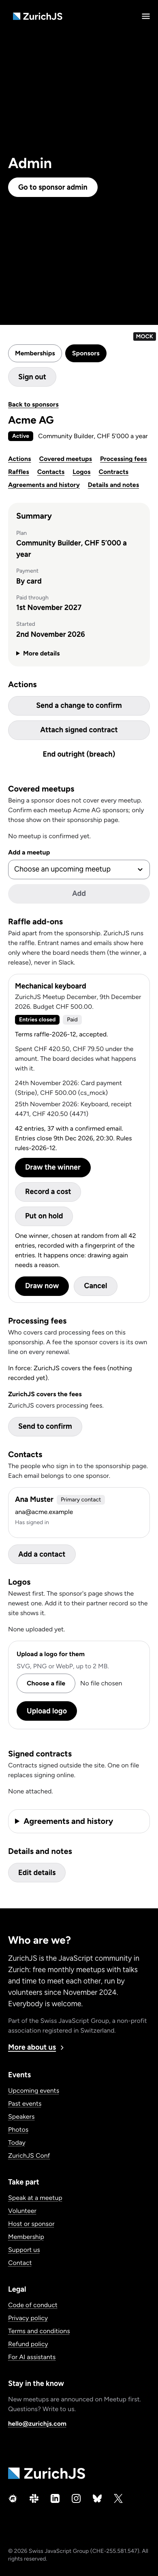 ZurichJS
Admin
Go to sponsor admin
MOCK
Memberships
Sponsors
Sign out
Back to sponsors
Acme AG
Active
Community Builder, CHF 5'000 a year
Actions
Covered meetups
Processing fees
Raffles
Contacts
Logos
Contracts
Agreements and history
Details and notes
Summary
Plan
Community Builder, CHF 5'000 a
year
Payment
By card
Paid through
1st November 2027
Started
2nd November 2026
More details
Actions
Send a change to confirm
Attach signed contract
End outright (breach)
Covered meetups
Being a sponsor does not cover every meetup.
Confirm each meetup Acme AG sponsors; only
those show on their sponsorship page.
No meetup is confirmed yet.
Add a meetup
Choose an upcoming meetup
Add
Raffle add-ons
Paid apart from the sponsorship. ZurichJS runs
the raffle. Entrant names and emails show here
only where the board needs them (the winner, a
release), never in Slack.
Mechanical keyboard
ZurichJS Meetup December, 9th December
2026. Budget CHF 500.00.
Entries closed
Paid
Terms raffle-2026-12, accepted.
Spent CHF 420.50, CHF 79.50 under the
amount. The board decides what happens
with it.
24th November 2026: Card payment
(Stripe), CHF 500.00 (cs_mock)
25th November 2026: Keyboard, receipt
4471, CHF 420.50 (4471)
42 entries, 37 with a confirmed email.
Entries close 9th Dec 2026, 20:30. Rules
rules-2026-12.
Draw the winner
Record a cost
Put on hold
One winner, chosen at random from all 42
entries, recorded with a fingerprint of the
entries. It happens once: drawing again
needs a reason.
Draw now
Cancel
Processing fees
Who covers card processing fees on this
sponsorship. A fee the sponsor covers is its own
line on every renewal.
In force: ZurichJS covers the fees (nothing
recorded yet).
ZurichJS covers the fees
ZurichJS covers processing fees.
Send to confirm
Contacts
The people who sign in to the sponsorship page.
Each email belongs to one sponsor.
Ana Muster
Primary contact
ana@acme.example
Has signed in
Add a contact
Logos
Newest first. The sponsor's page shows the
newest one. Add it to their partner record so the
site shows it.
None uploaded yet.
Upload a logo for them
SVG, PNG or WebP, up to 2 MB.
Choose a file
No file chosen
Upload logo
Signed contracts
Contracts signed outside the site. One on file
replaces signing online.
None attached.
Agreements and history
Details and notes
Edit details
Who are we?
ZurichJS is the JavaScript community in
Zurich: free monthly meetups with talks
and time to meet each other, run by
volunteers since November 2024.
Everybody is welcome.
Part of the Swiss JavaScript Group, a non-profit
association registered in Switzerland.
More about us
Events
Upcoming events
Past events
Speakers
Photos
Today
ZurichJS Conf
Take part
Speak at a meetup
Volunteer
Host or sponsor
Membership
Support us
Contact
Legal
Code of conduct
Privacy policy
Terms and conditions
Refund policy
For AI assistants
Stay in the know
New meetups are announced on Meetup first.
Questions? Write to us.
hello@zurichjs.com
ZurichJS
© 2026 Swiss JavaScript Group (CHE-255.581.547). All
rights reserved.